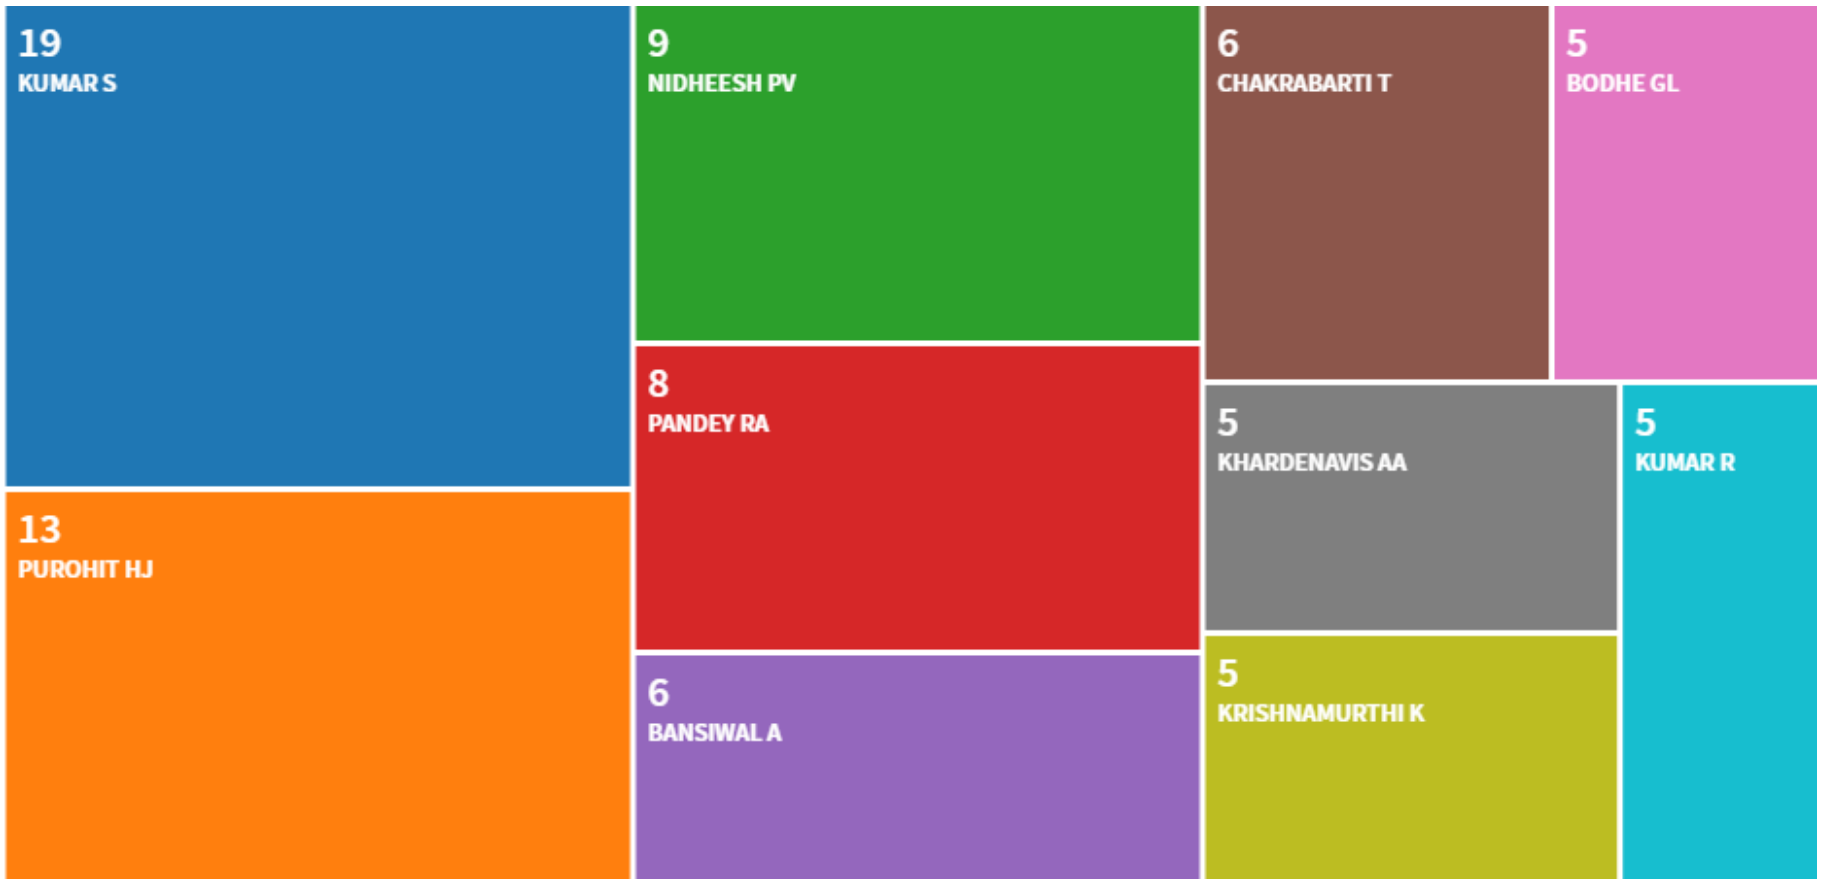 19
KUMAR S
13
PUROHIT HJ
9
NIDHEESH PV
8
PANDEY RA
6
BANSIWAL A
6
CHAKRABARTI T
5
BODHE GL
5
KHARDENAVIS AA
5
KRISHNAMURTHI K
5
KUMAR R